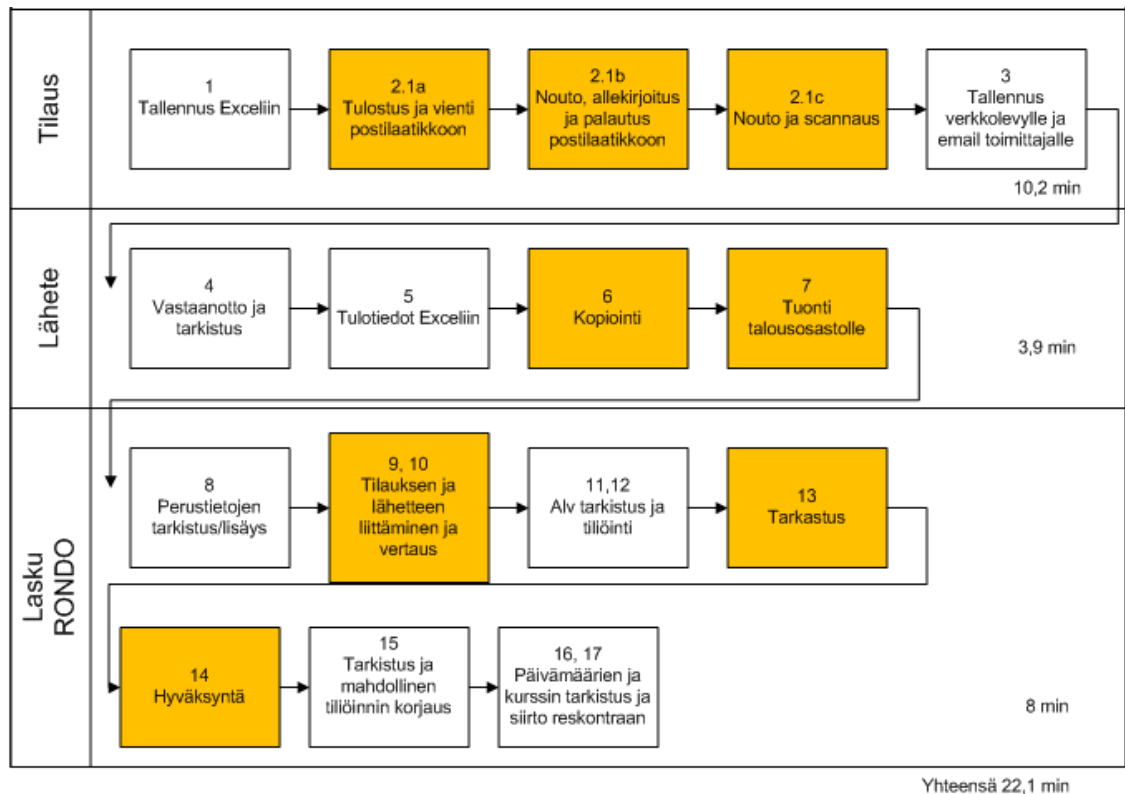 Tilaus
1
Tallennus Exceliin
2.1a
Tulostus ja vienti
postilaatikkoon
2.1b
Nouto, allekirjoitus
ja palautus
postilaatikkoon
2.1c
Nouto ja scannaus
3
Tallennus
verkkolevylle ja
email toimittajalle
10,2 min
Lähete
4
Vastaanotto ja
tarkistus
5
Tulotiedot Exceliin
6
Kopiointi
7
Tuonti
talousosastolle
3,9 min
Lasku
RONDO
8
Perustietojen
tarkistus/lisäys
9, 10
Tilauksen ja
lähetteen
liittäminen ja
vertaus
11,12
Alv tarkistus ja
tiliöinti
13
Tarkastus
14
Hyväksyntä
15
Tarkistus ja
mahdollinen
tiliöinnin korjaus
16, 17
Päivämäärien ja
kurssin tarkistus ja
siirto reskontraan
8 min
Yhteensä 22,1 min